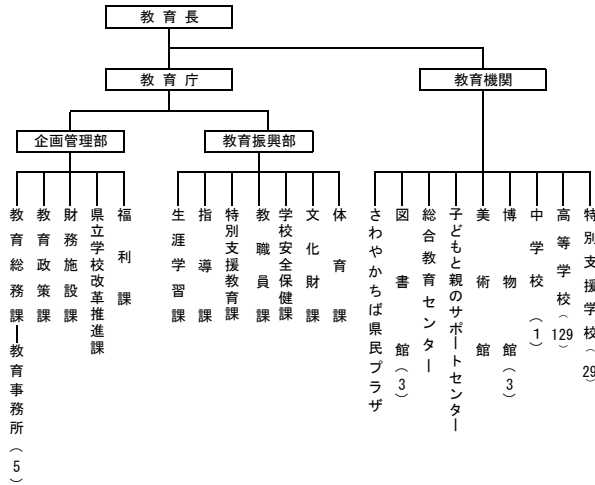 教育長
教育庁
教育機関
企画管理部
教育振興部
教育総務課
教育事務所(5)
教育政策課
財務施設課
県立学校改革推進課
福利課
生涯学習課
指導課
特別支援教育課
教職員課
学校安全保健課
文化財課
体育課
さわやかちば県民プラザ
図書館(3)
総合教育センター
子どもと親のサポートセンター
美術館
博物館(3)
中学校(1)
高等学校(129)
特別支援学校(29)